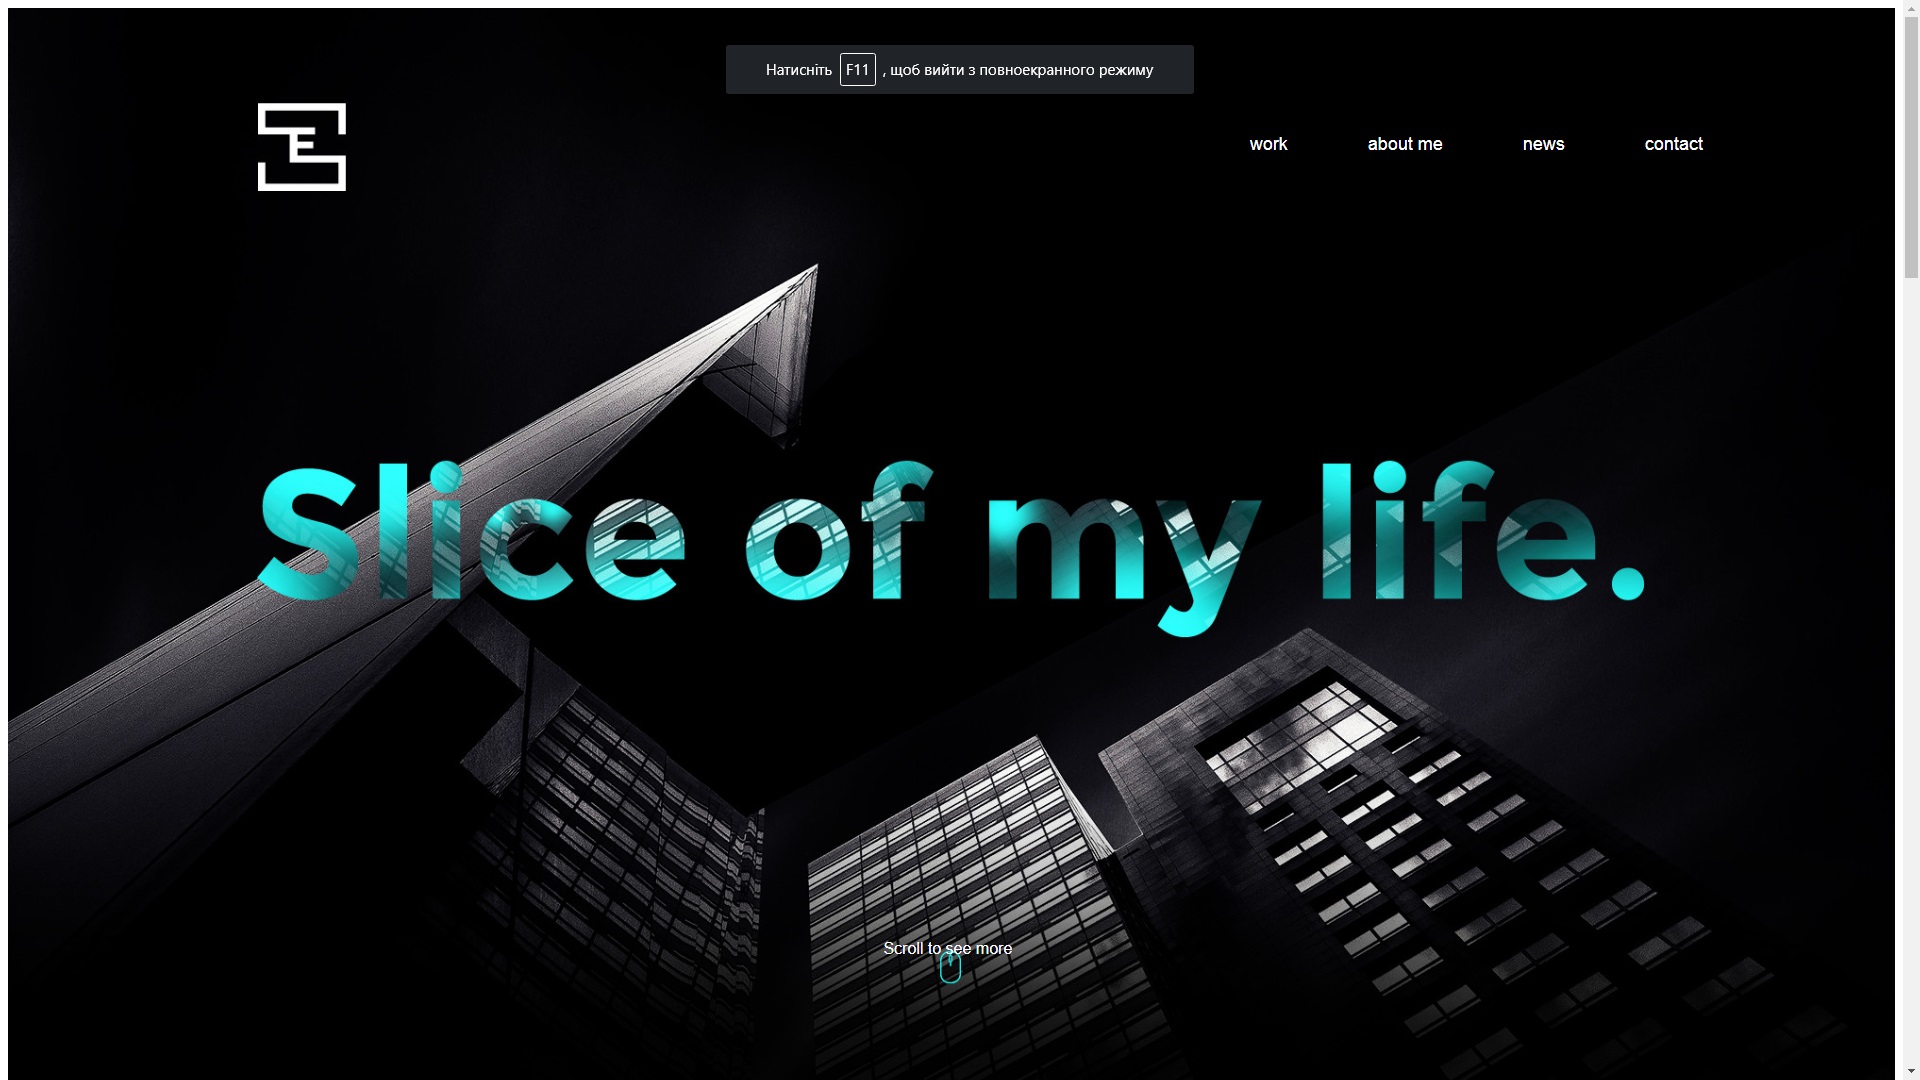 Натисніть F11 , щоб вийти з повноекранного режиму
work
about me
news
contact
Slice of my life.
Scroll to see more